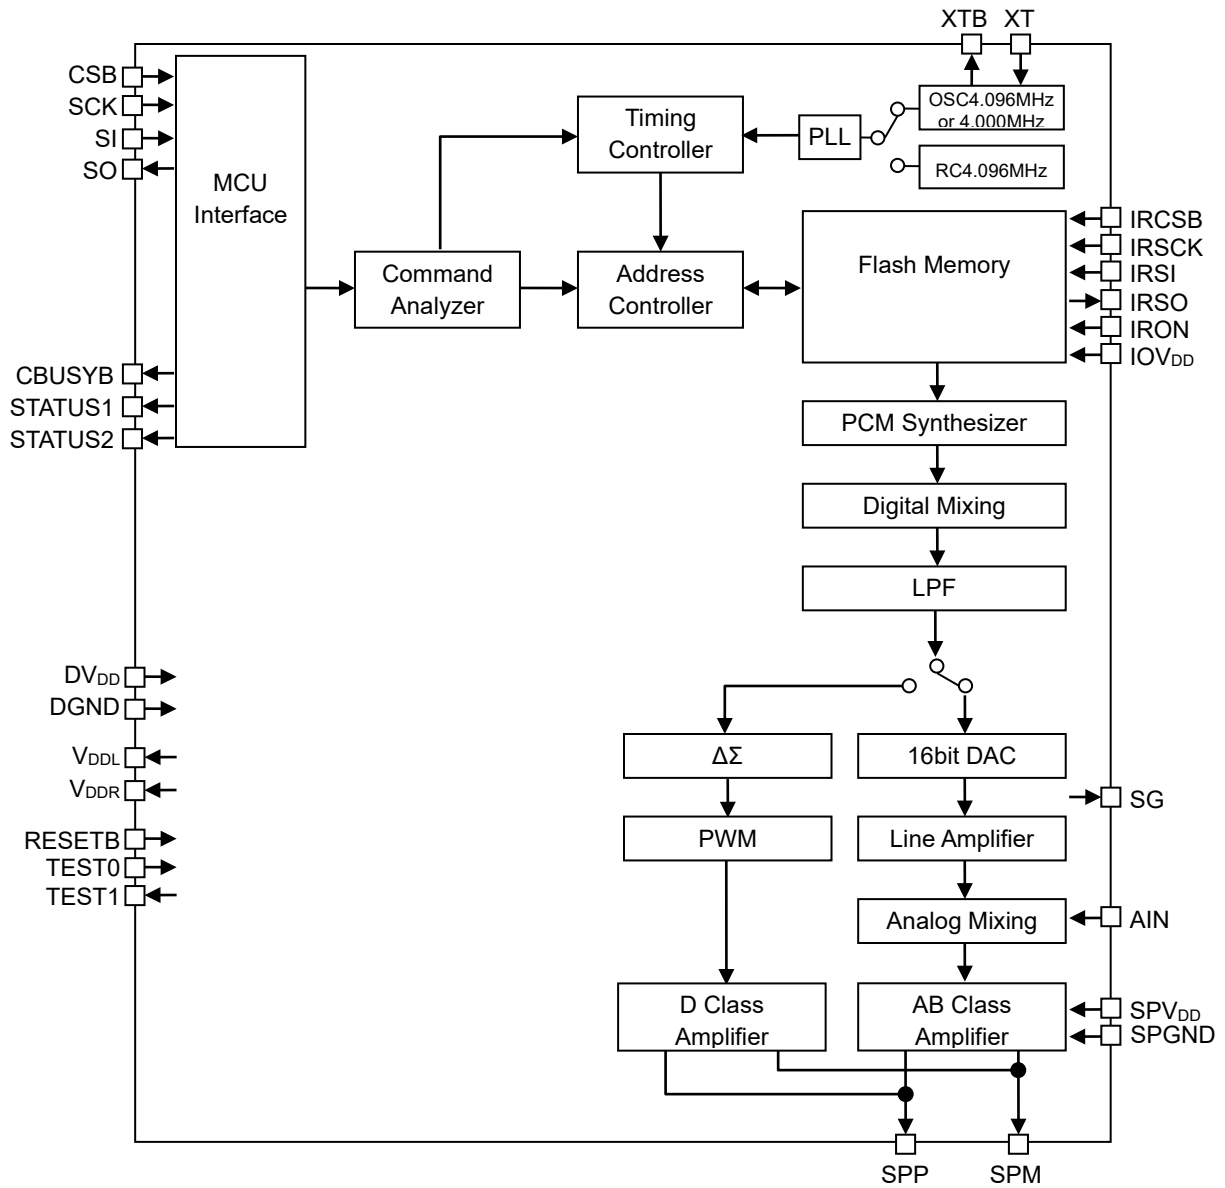 XTB XT
CSB
SCK
SI
SO
MCU
Interface
Timing
Controller
PLL
OSC4.096MHz
or 4.000MHz
RC4.096MHz
Command
Analyzer
Address
Controller
Flash Memory
IRCSB
IRSCK
IRSI
IRSO
IRON
IOVDD
CBUSYB
STATUS1
STATUS2
PCM Synthesizer
Digital Mixing
LPF
DVDD
DGND
VDDL
VDDR
RESETB
TEST0
TEST1
ΔΣ
16bit DAC
SG
PWM
Line Amplifier
Analog Mixing
AIN
D Class
Amplifier
AB Class
Amplifier
SPVDD
SPGND
SPP SPM